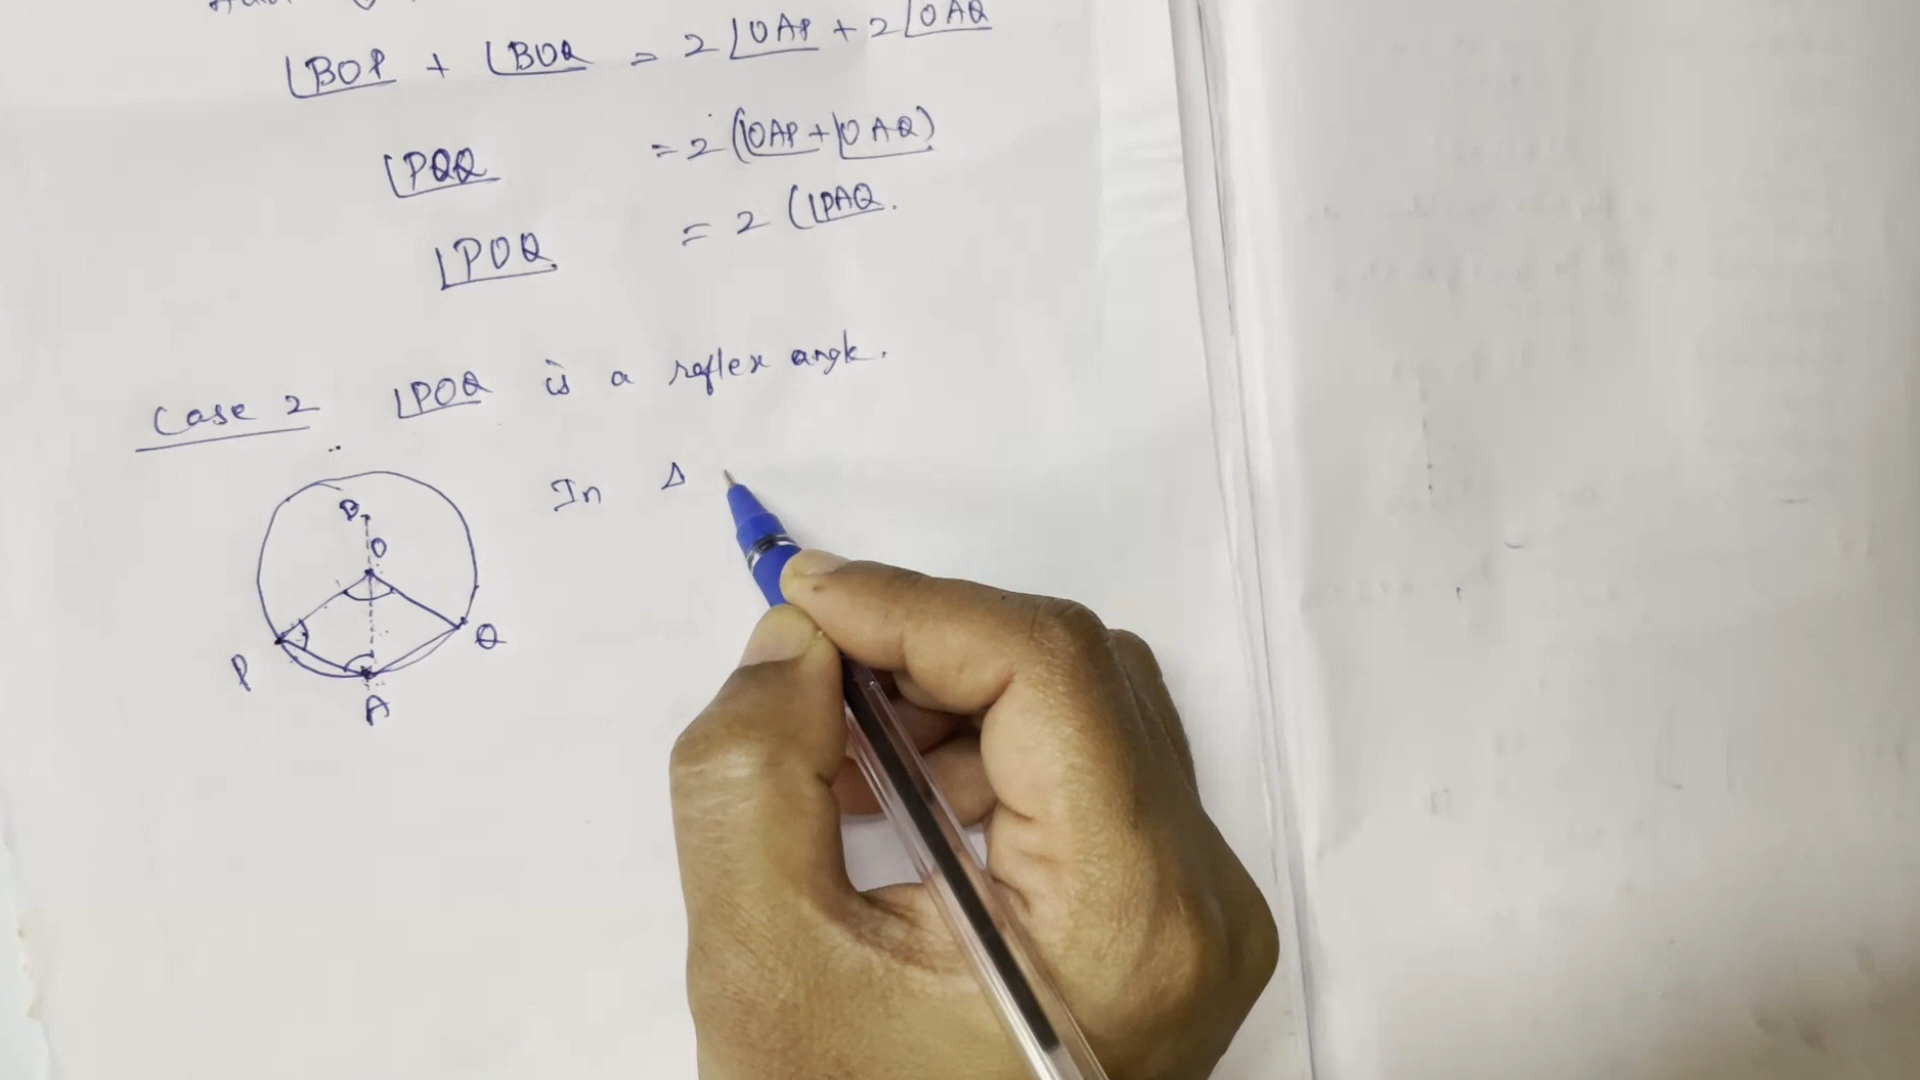 ∠BOP + ∠BOQ = 2 ∠OAP + 2 ∠OAQ
∠PQQ = 2 (∠OAP + ∠OAQ)
∠POQ = 2 (∠PAQ.
Case 2 ∠POQ is a reflex angle.
In Δ
B
O
P
Q
A